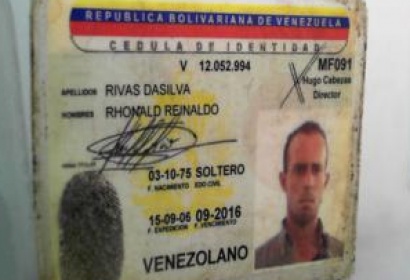 REPUBLICA BOLIVARIANA DE VENEZUELA
CEDULA DE IDENTIDAD
V 12.052.994
MF091
Hugo Cabezas
Director
APELLIDOS RIVAS DASILVA
NOMBRES RHONALD REINALDO
03-10-75 SOLTERO
F. NACIMIENTO EDO CIVIL
15-09-06 09-2016
F. EXPEDICION F. VENCIMIENTO
VENEZOLANO